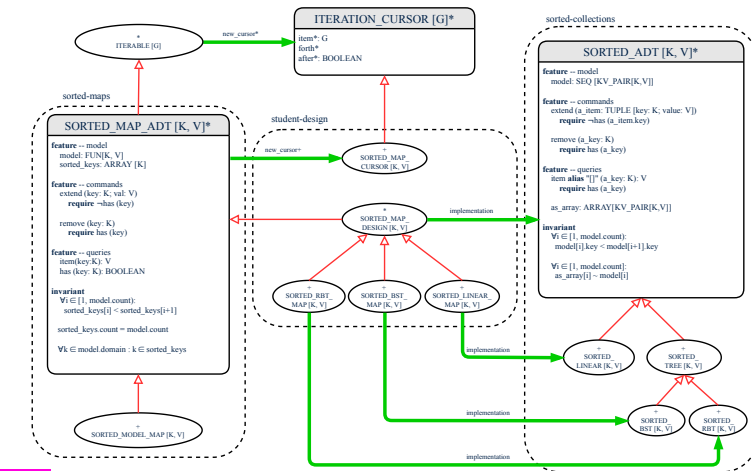 ITERATION_CURSOR [G]*
item*: G
forth*
after*: BOOLEAN
*
ITERABLE [G]
new_cursor*
sorted-collections
SORTED_ADT [K, V]*
feature -- model
model: SEQ [KV_PAIR[K,V]]
feature -- commands
extend (a_item: TUPLE [key: K; value: V])
require ¬has (a_item.key)
remove (a_key: K)
require has (a_key)
feature -- queries
item alias "[]" (a_key: K): V
require has (a_key)
as_array: ARRAY[KV_PAIR[K,V]]
invariant
∀i ∈ [1, model.count):
model[i].key < model[i+1].key
∀i ∈ [1, model.count]:
as_array[i] ~ model[i]
sorted-maps
SORTED_MAP_ADT [K, V]*
feature -- model
model: FUN[K, V]
sorted_keys: ARRAY [K]
feature -- commands
extend (key: K; val: V)
require ¬has (key)
remove (key: K)
require has (key)
feature -- queries
item(key:K): V
has (key: K): BOOLEAN
invariant
∀i ∈ [1, model.count):
sorted_keys[i] < sorted_keys[i+1]
sorted_keys.count = model.count
∀k ∈ model.domain : k ∈ sorted_keys
student-design
new_cursor+
+
SORTED_MAP_
CURSOR [K, V]
*
SORTED_MAP_
DESIGN [K, V]
implementation
+
SORTED_RBT_
MAP [K, V]
+
SORTED_BST_
MAP [K, V]
+
SORTED_LINEAR_
MAP [K, V]
implementation
+
SORTED_
LINEAR [K, V]
+
SORTED_
TREE [K, V]
+
SORTED_MODEL_MAP [K, V]
implementation
+
SORTED_
BST [K, V]
+
SORTED_
RBT [K, V]
implementation